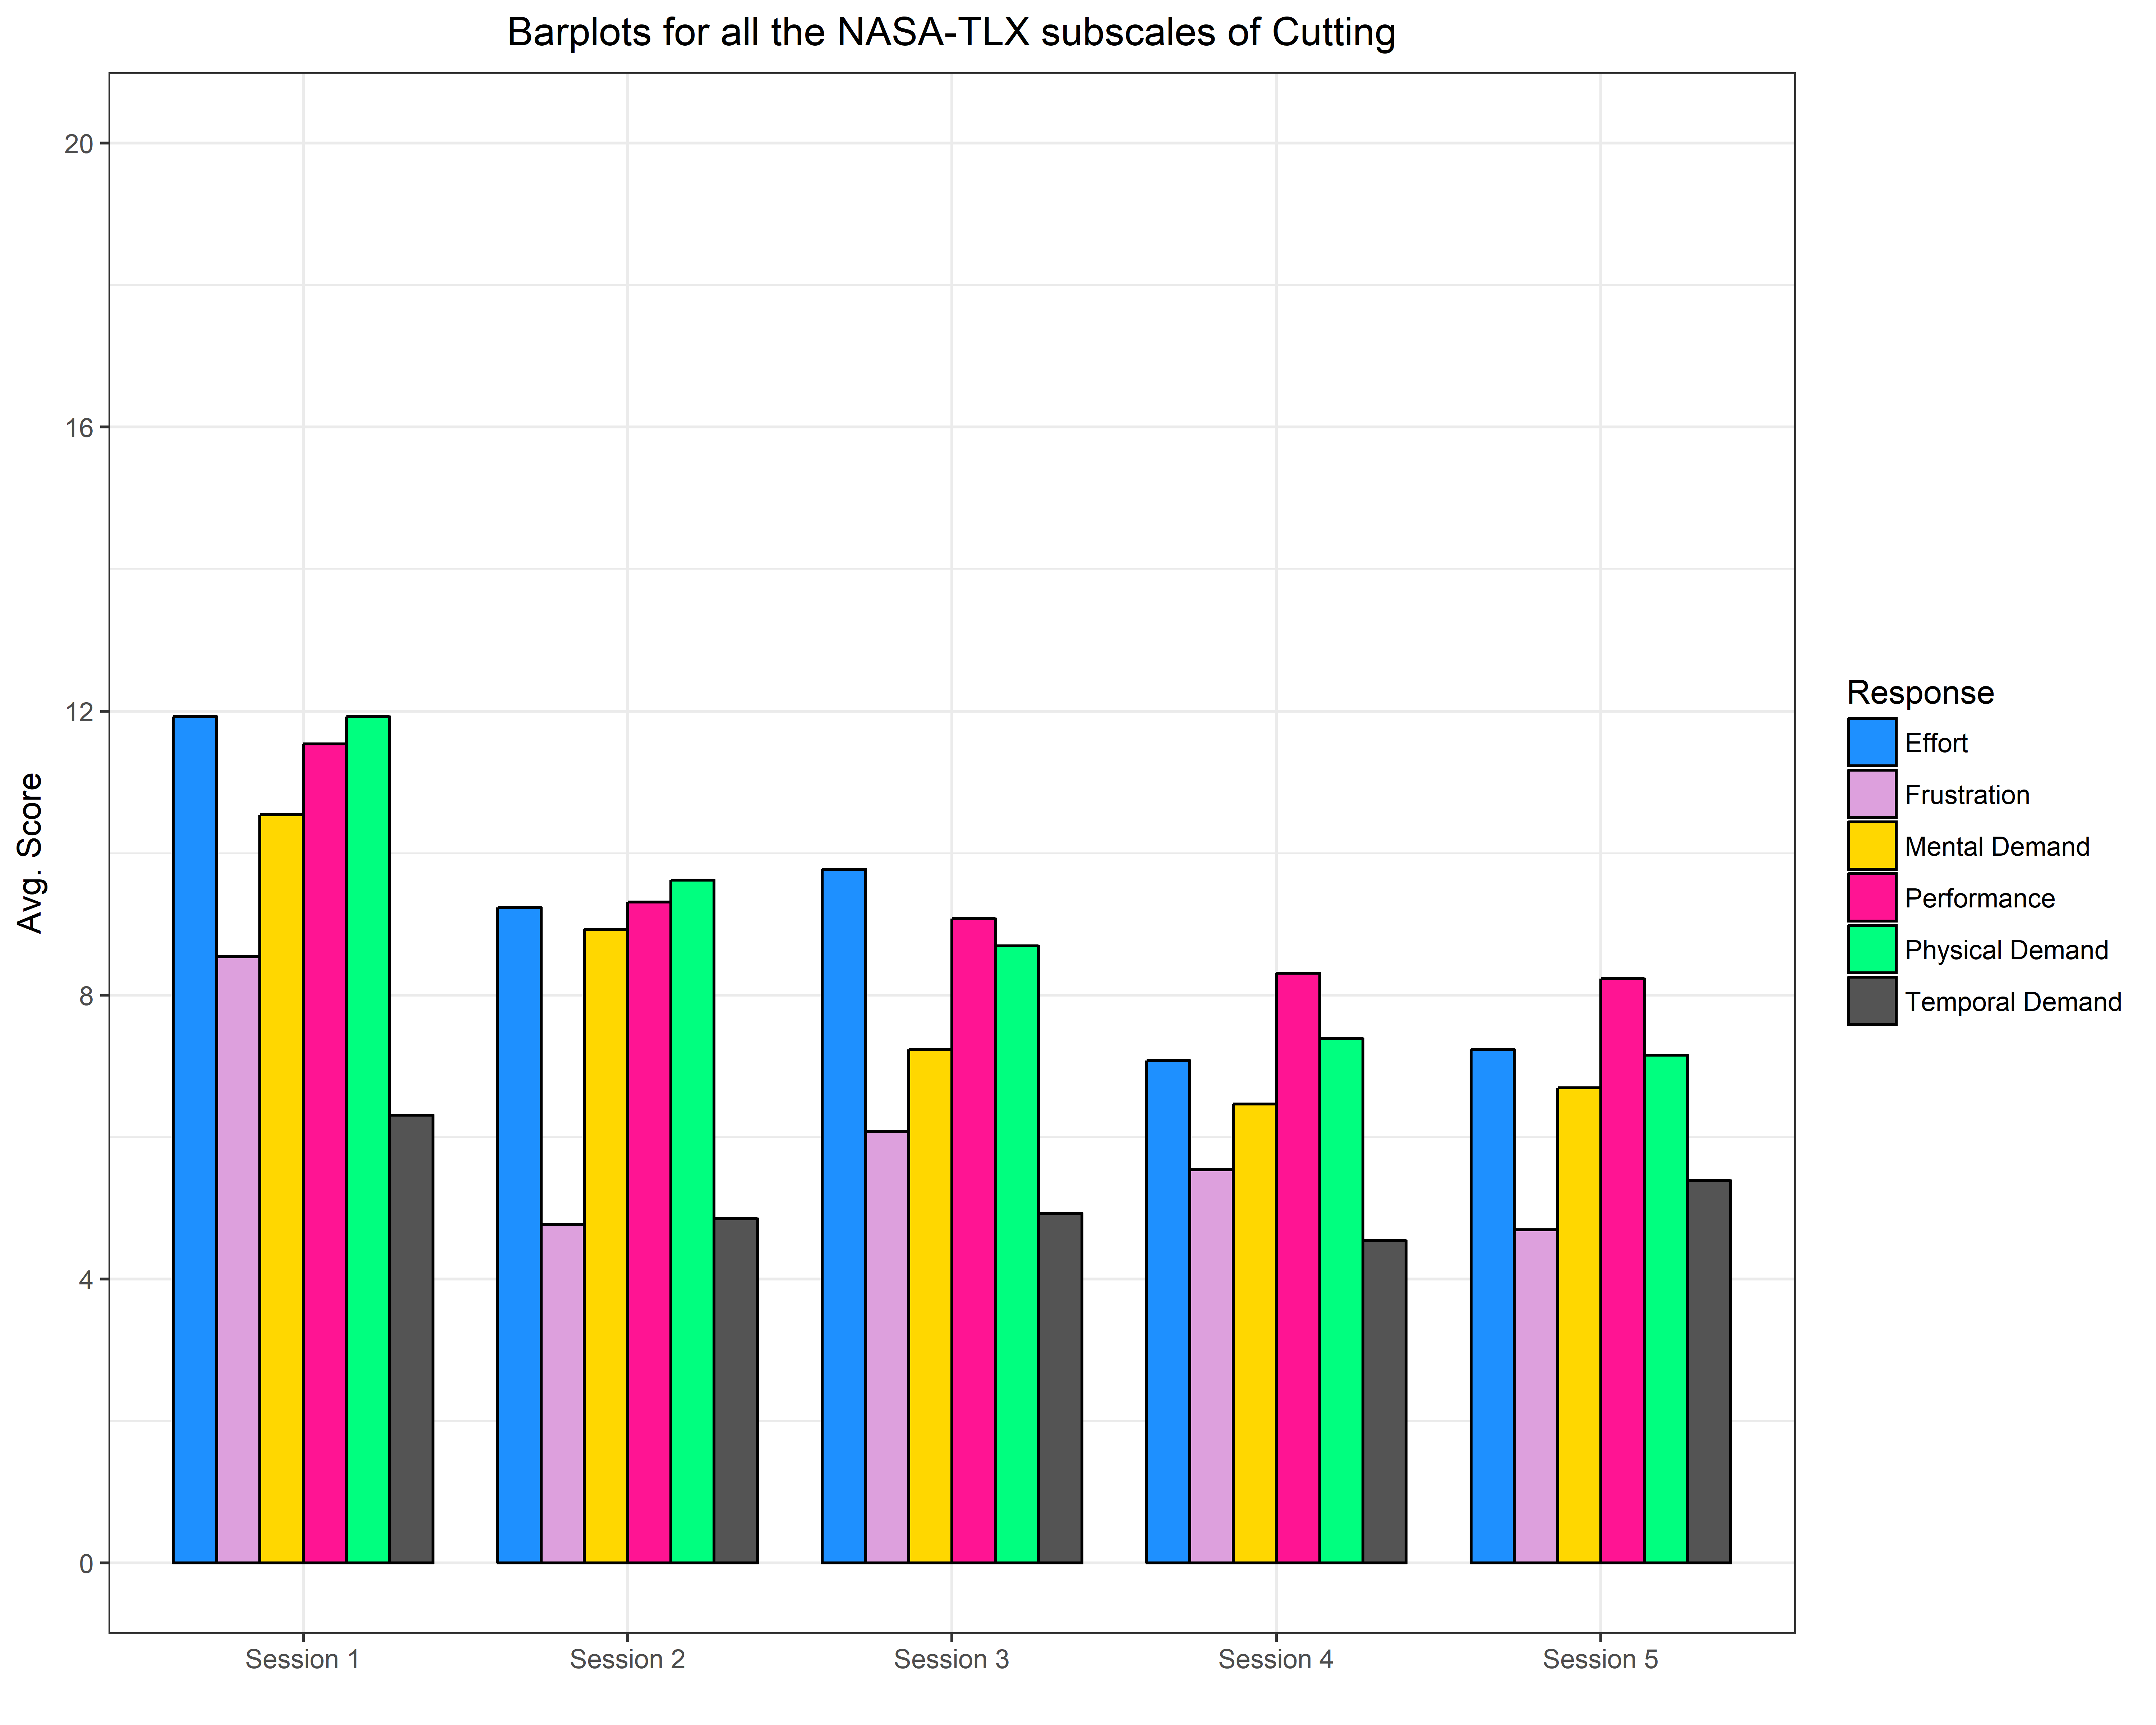 Barplots for all the NASA-TLX subscales of Cutting
20
16
12
8
4
0
Avg. Score
Session 1
Session 2
Session 3
Session 4
Session 5
Response
Effort
Frustration
Mental Demand
Performance
Physical Demand
Temporal Demand